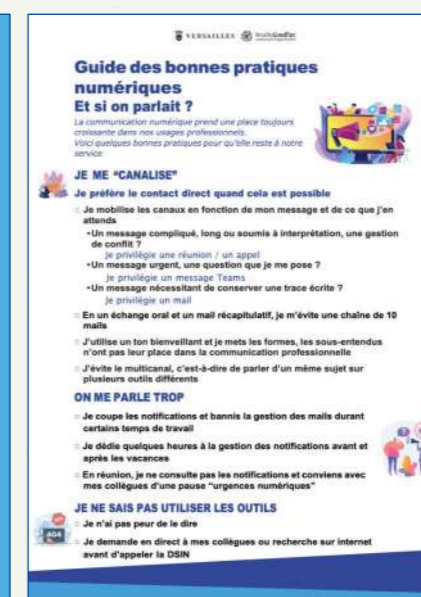 VERSAILLES
Guide des bonnes pratiques
numériques
Et si on parlait ?
La communication numérique prend une place toujours
croissante dans nos usages professionnels.
Voici quelques bonnes pratiques pour qu'elle reste à notre
service.
JE ME "CANALISE"
Je préfère le contact direct quand cela est possible
Je mobilise les canaux en fonction de mon message et de ce que j'en
attends
•Un message compliqué, long ou soumis à interprétation, une gestion
de conflit ?
Je privilégie une réunion / un appel
•Un message urgent, une question que je me pose ?
Je privilégie un message Teams
•Un message nécessitant de conserver une trace écrite ?
Je privilégie un mail
En un échange oral et un mail récapitulatif, je m'évite une chaîne de 10
mails
J'utilise un ton bienveillant et je mets les formes, les sous-entendus
n'ont pas leur place dans la communication professionnelle
J'évite le multicanal, c'est-à-dire de parler d'un même sujet sur
plusieurs outils différents
ON ME PARLE TROP
Je coupe les notifications et bannis la gestion des mails durant
certains temps de travail
Je dédie quelques heures à la gestion des notifications avant et
après les vacances
En réunion, je ne consulte pas les notifications et conviens avec
mes collègues d'une pause "urgences numériques"
JE NE SAIS PAS UTILISER LES OUTILS
404
Je n'ai pas peur de le dire
Je demande en direct à mes collègues ou recherche sur internet
avant d'appeler la DSIN